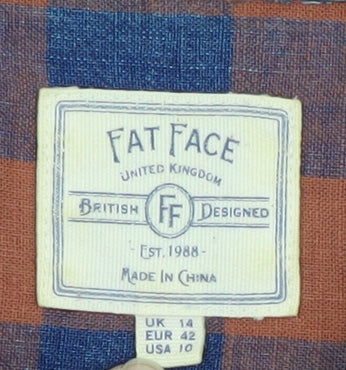 FAT FACE
UNITED KINGDOM
BRITISH FF DESIGNED
- EST. 1988 -
MADE IN CHINA
UK 14
EUR 42
USA 10